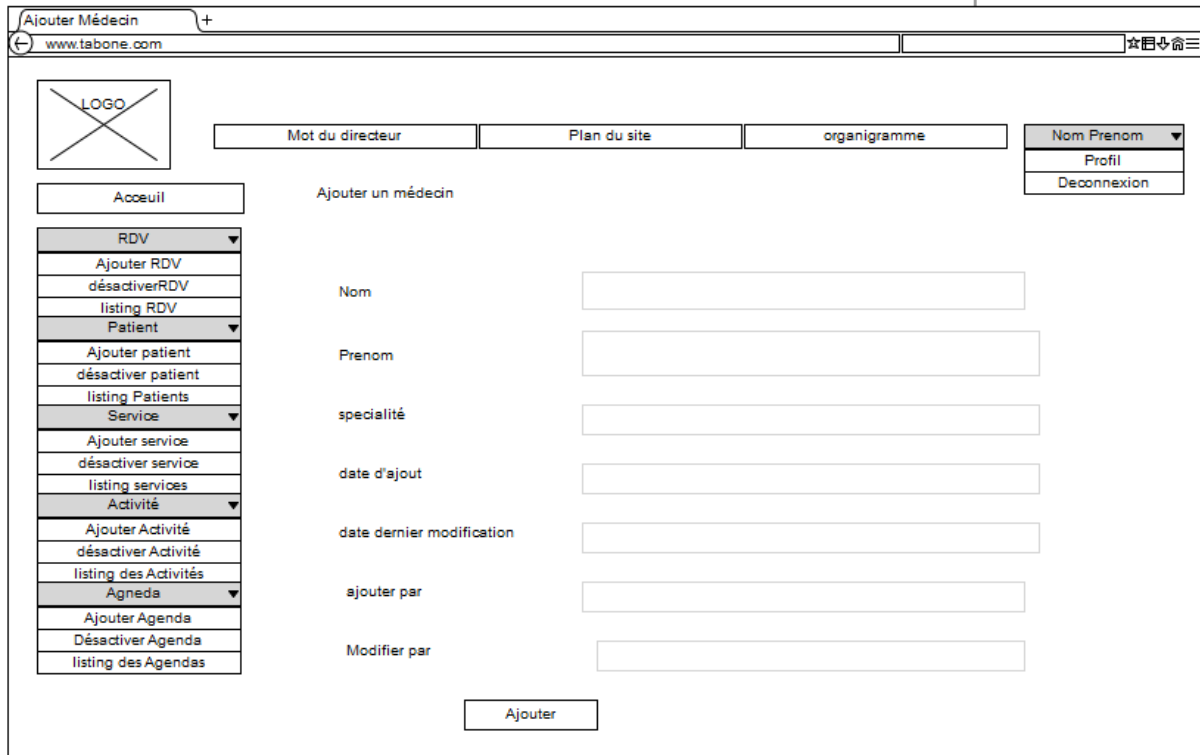 Ajouter Médecin
+
www.tabone.com
LOGO
Mot du directeur
Plan du site
organigramme
Nom Prenom
Profil
Deconnexion
Acceuil
Ajouter un médecin
RDV
Ajouter RDV
désactiverRDV
listing RDV
Patient
Ajouter patient
désactiver patient
listing Patients
Service
Ajouter service
désactiver service
listing services
Activité
Ajouter Activité
désactiver Activité
listing des Activités
Agneda
Ajouter Agenda
Désactiver Agenda
listing des Agendas
Nom
Prenom
specialité
date d'ajout
date dernier modification
ajouter par
Modifier par
Ajouter